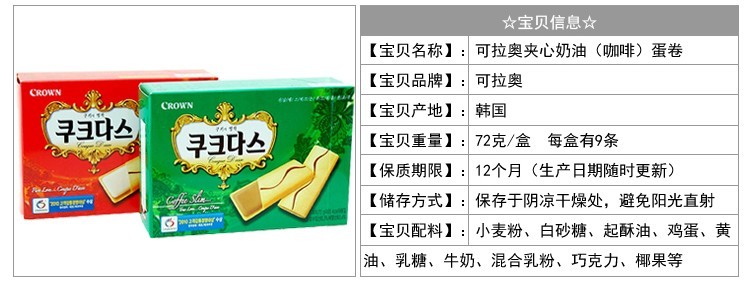 CROWN
쿠크다스
CROWN
쿠크다스
Coffee Slim
☆宝贝信息☆
【宝贝名称】：可拉奥夹心奶油（咖啡）蛋卷
【宝贝品牌】：可拉奥
【宝贝产地】：韩国
【宝贝重量】：72克/盒 每盒有9条
【保质期限】：12个月（生产日期随时更新）
【储存方式】：保存于阴凉干燥处，避免阳光直射
【宝贝配料】：小麦粉、白砂糖、起酥油、鸡蛋、黄
油、乳糖、牛奶、混合乳粉、巧克力、椰果等